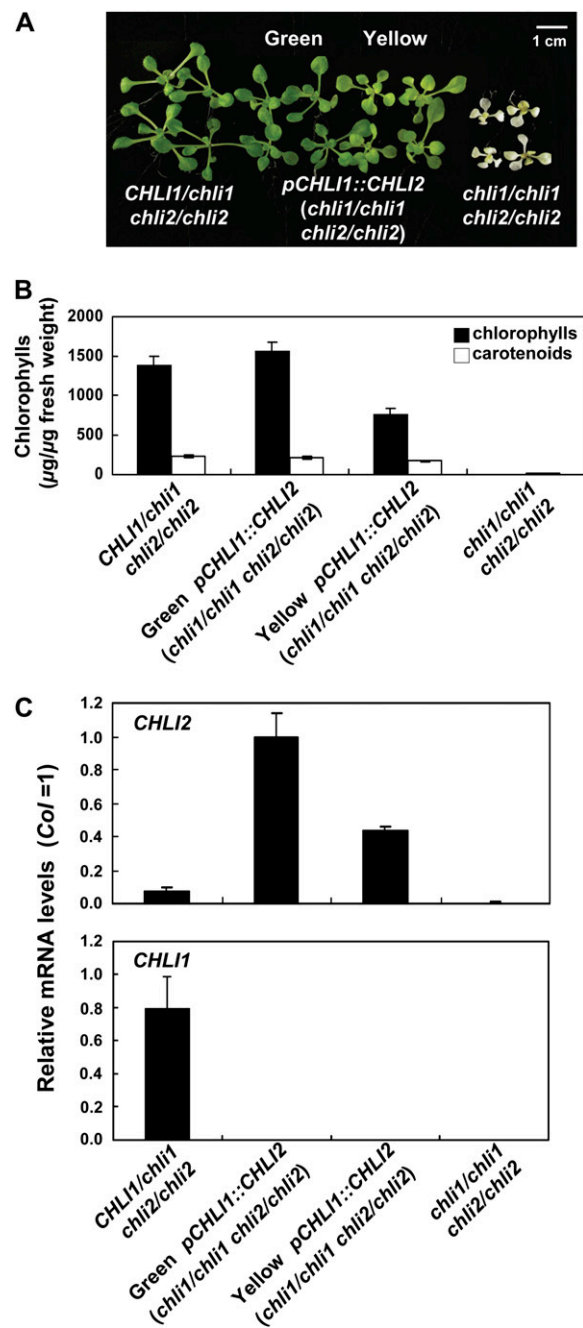 A
Green Yellow
1 cm
CHLI1/chli1
chli2/chli2
pCHLI1::CHLI2
(chli1/chli1
chli2/chli2)
chli1/chli1
chli2/chli2
B
Chlorophylls
(µg/µg fresh weight)
2000
1500
1000
500
0
chlorophylls
carotenoids
CHLI1/chli1
chli2/chli2
Green pCHLI1::CHLI2
(chli1/chli1 chli2/chli2)
Yellow pCHLI1::CHLI2
(chli1/chli1 chli2/chli2)
chli1/chli1
chli2/chli2
C
Relative mRNA levels (Col =1)
CHLI2
1.2
1.0
0.8
0.6
0.4
0.2
0.0
CHLI1
1.2
1.0
0.8
0.6
0.4
0.2
0.0
CHLI1/chli1
chli2/chli2
Green pCHLI1::CHLI2
(chli1/chli1 chli2/chli2)
Yellow pCHLI1::CHLI2
(chli1/chli1 chli2/chli2)
chli1/chli1
chli2/chli2